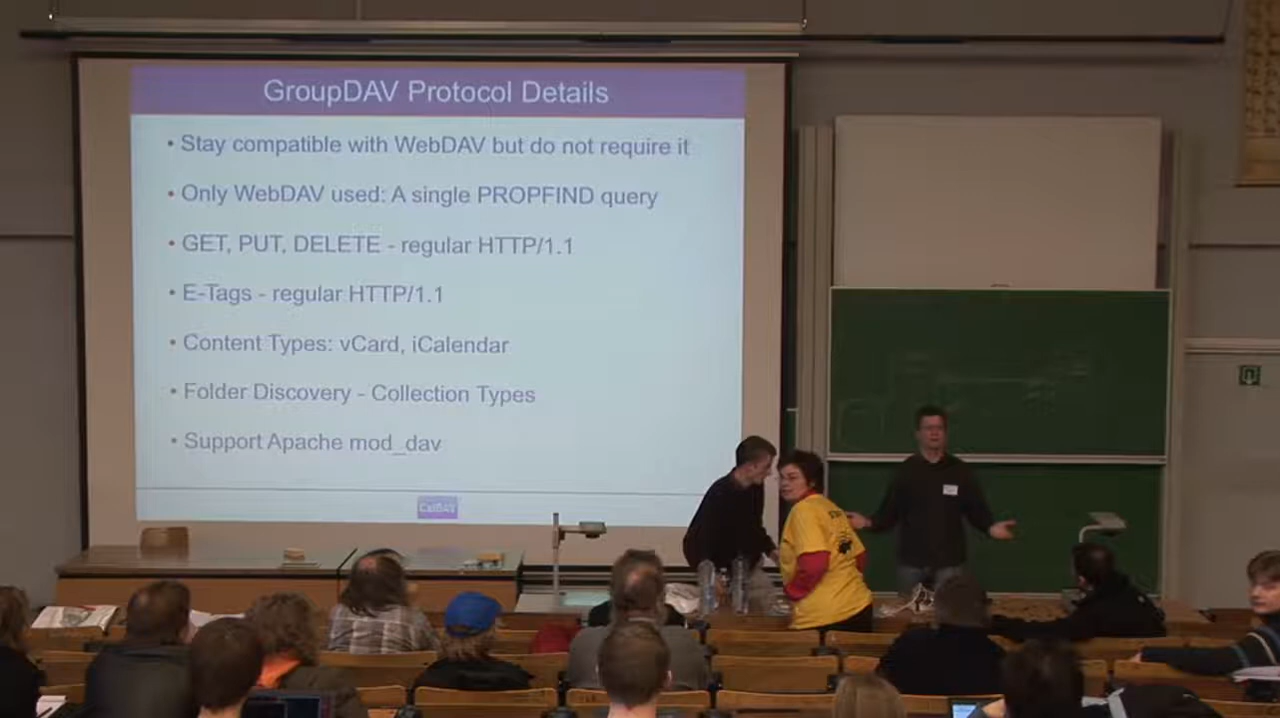 GroupDAV Protocol Details
• Stay compatible with WebDAV but do not require it
• Only WebDAV used: A single PROPFIND query
• GET, PUT, DELETE - regular HTTP/1.1
• E-Tags - regular HTTP/1.1
• Content Types: vCard, iCalendar
• Folder Discovery - Collection Types
• Support Apache mod_dav
CalDAV